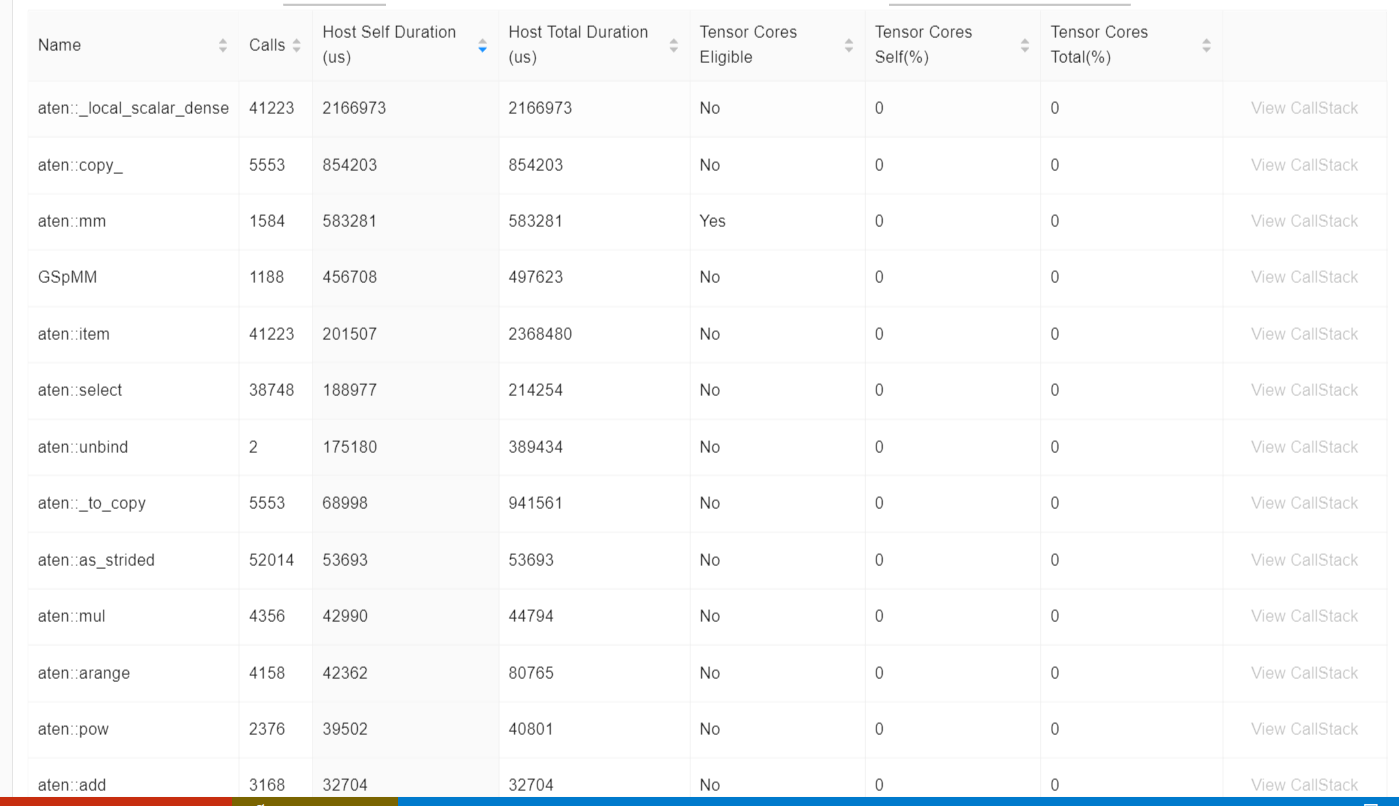 Name Calls Host Self Duration (us) Host Total Duration (us) Tensor Cores Eligible Tensor Cores Self(%) Tensor Cores Total(%)
aten::_local_scalar_dense 41223 2166973 2166973 No 0 0 View CallStack
aten::copy_ 5553 854203 854203 No 0 0 View CallStack
aten::mm 1584 583281 583281 Yes 0 0 View CallStack
GSpMM 1188 456708 497623 No 0 0 View CallStack
aten::item 41223 201507 2368480 No 0 0 View CallStack
aten::select 38748 188977 214254 No 0 0 View CallStack
aten::unbind 2 175180 389434 No 0 0 View CallStack
aten::_to_copy 5553 68998 941561 No 0 0 View CallStack
aten::as_strided 52014 53693 53693 No 0 0 View CallStack
aten::mul 4356 42990 44794 No 0 0 View CallStack
aten::arange 4158 42362 80765 No 0 0 View CallStack
aten::pow 2376 39502 40801 No 0 0 View CallStack
aten::add 3168 32704 32704 No 0 0 View CallStack